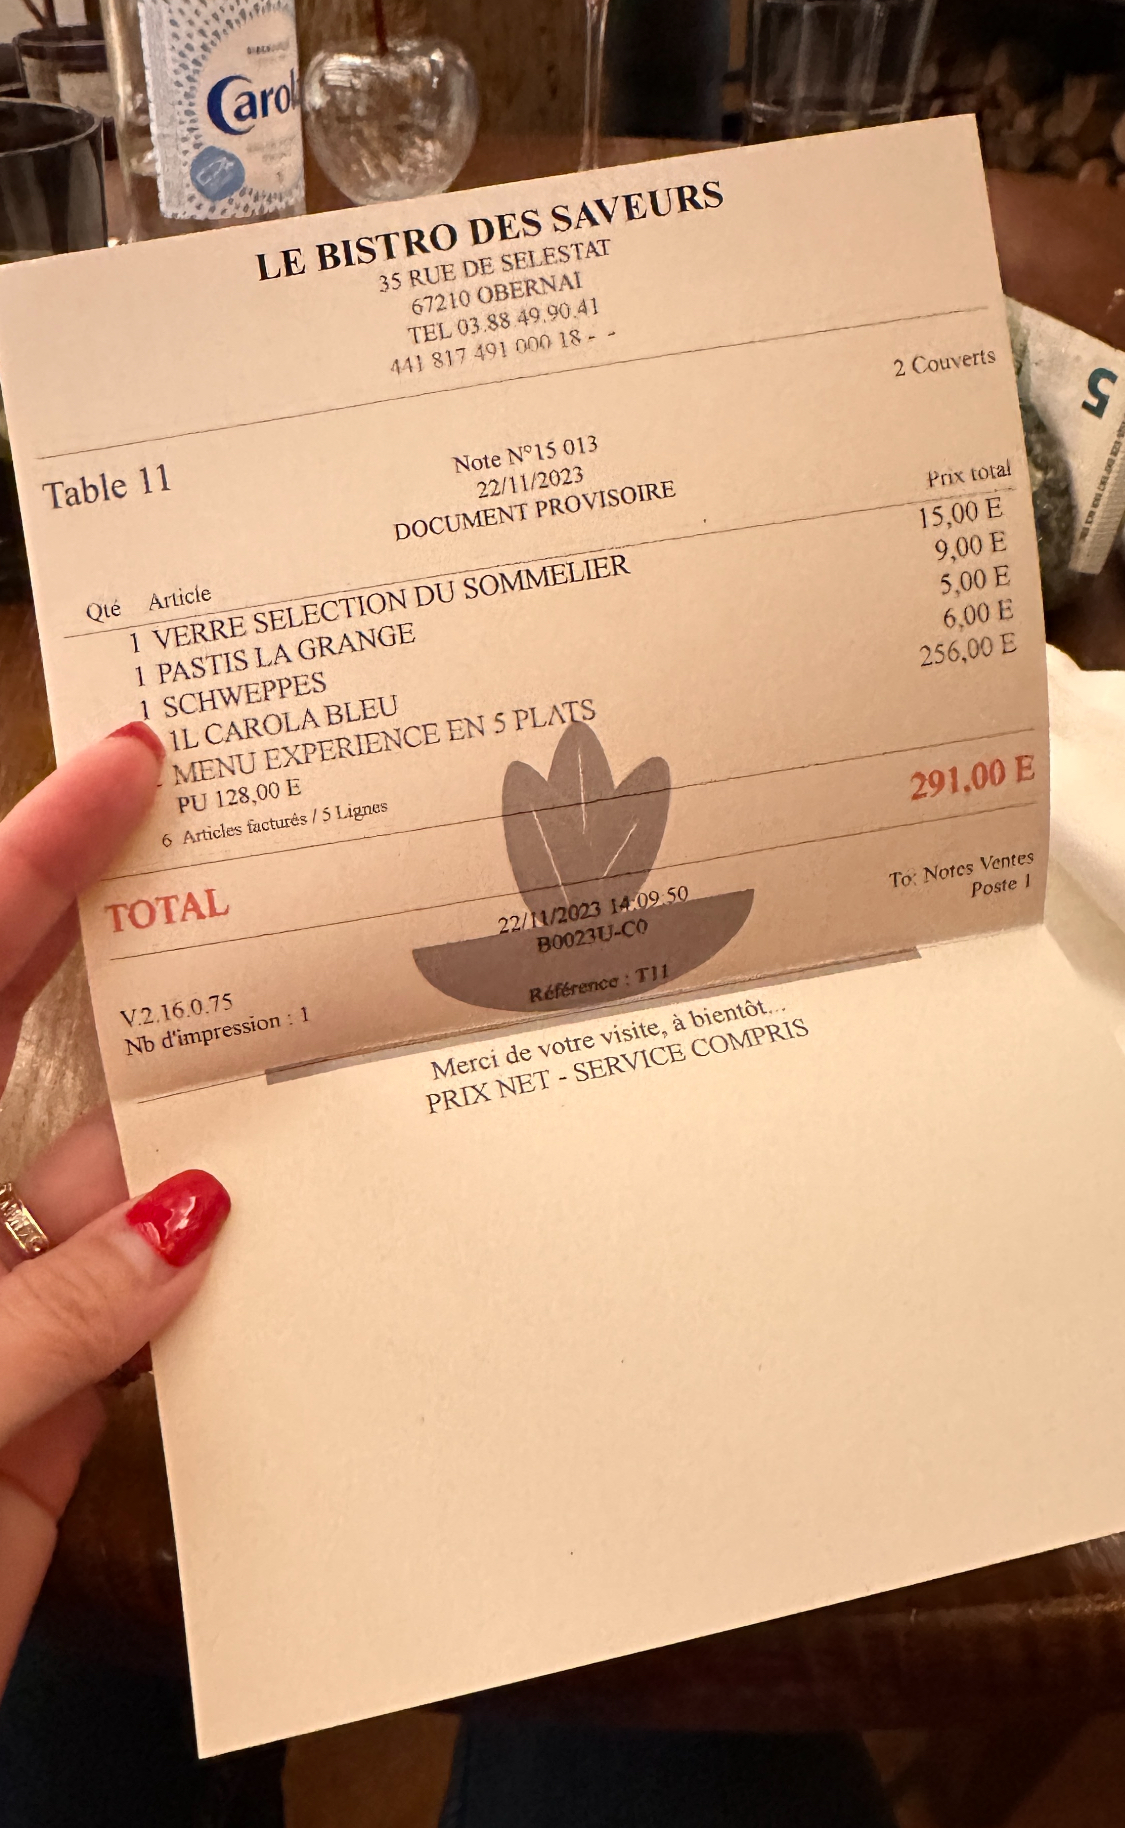 Carol
LE BISTRO DES SAVEURS
35 RUE DE SELESTAT
67210 OBERNAI
TEL 03.88.49.90.41
441 817 491 000 18 - -
2 Couverts
Table 11
Note N°15 013
22/11/2023
DOCUMENT PROVISOIRE
Qté Article Prix total
1 VERRE SELECTION DU SOMMELIER 15,00 E
1 PASTIS LA GRANGE 9,00 E
1 SCHWEPPES 5,00 E
1L CAROLA BLEU 6,00 E
MENU EXPERIENCE EN 5 PLATS 256,00 E
PU 128,00 E
6 Articles facturés / 5 Lignes
TOTAL 291,00 E
22/11/2023 14:09:50
To: Notes Ventes
B0023U-C0
Poste 1
V.2.16.0.75
Référence : T11
Nb d'impression : 1
Merci de votre visite, à bientôt...
PRIX NET - SERVICE COMPRIS
5